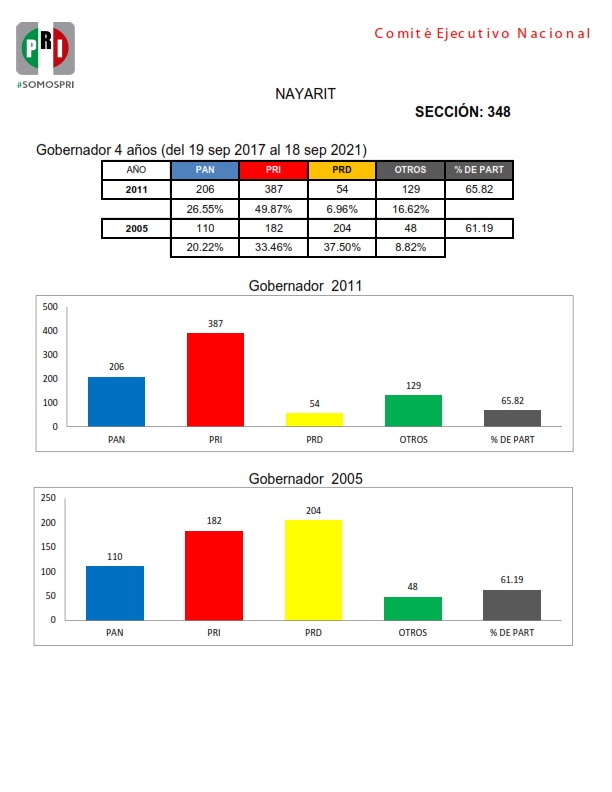 Comité Ejecutivo Nacional
PRI
#SOMOSPRI
NAYARIT
SECCIÓN: 348
Gobernador 4 años (del 19 sep 2017 al 18 sep 2021)
AÑO PAN PRI PRD OTROS % DE PART
2011 206 387 54 129 65.82
26.55% 49.87% 6.96% 16.62%
2005 110 182 204 48 61.19
20.22% 33.46% 37.50% 8.82%
Gobernador 2011
500
400
300
200
100
0
206
387
54
129
65.82
PAN PRI PRD OTROS % DE PART
Gobernador 2005
250
200
150
100
50
0
110
182
204
48
61.19
PAN PRI PRD OTROS % DE PART